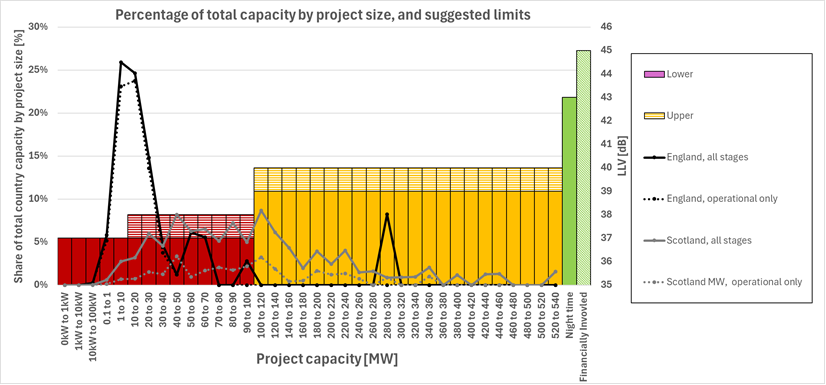 Percentage of total capacity by project size, and suggested limits
Share of total country capacity by project size [%]
30%
25%
20%
15%
10%
5%
0%
46
45
44
43
42
41
40
39
38
37
36
35
LLV [dB]
0kW to 1kW
1kW to 10kW
10kW to 100kW
0.1 to 1
1 to 10
10 to 20
20 to 30
30 to 40
40 to 50
50 to 60
60 to 70
70 to 80
80 to 90
90 to 100
100 to 120
120 to 140
140 to 160
160 to 180
180 to 200
200 to 220
220 to 240
240 to 260
260 to 280
280 to 300
300 to 320
320 to 340
340 to 360
360 to 380
380 to 400
400 to 420
420 to 440
440 to 460
460 to 480
480 to 500
500 to 520
520 to 540
Night time
Financially Invovled
Project capacity [MW]
Lower
Upper
England, all stages
England, operational only
Scotland, all stages
Scotland MW, operational only